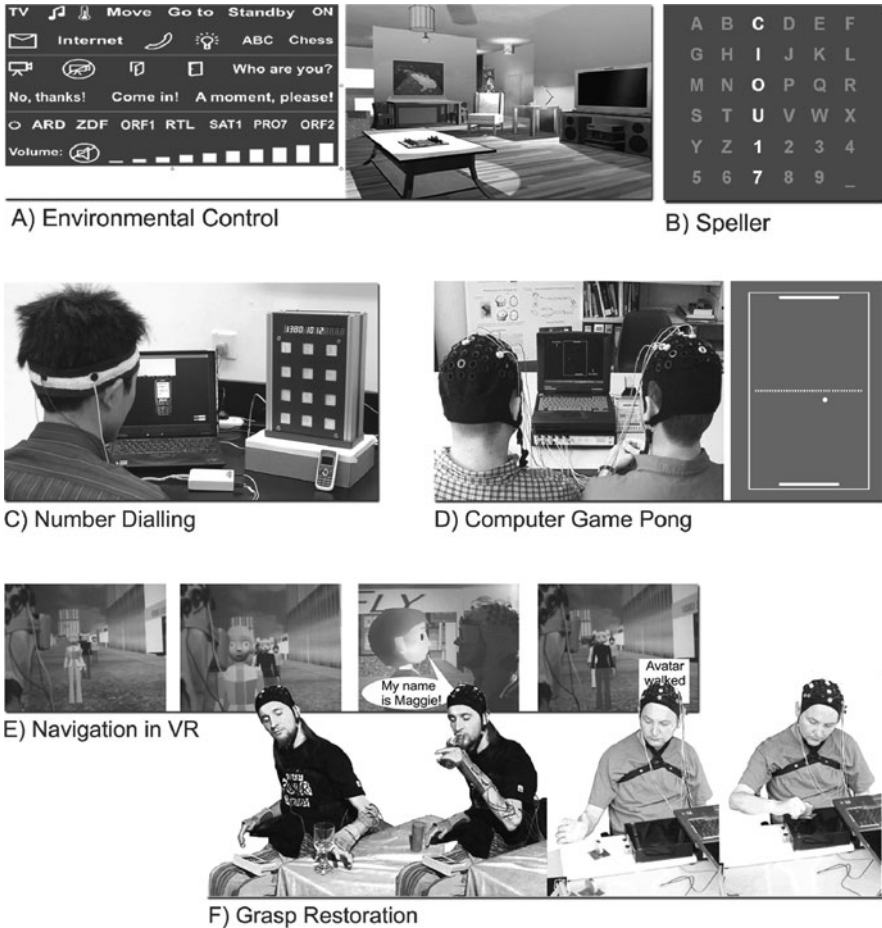 TV Move Go to Standby ON
Internet ABC Chess
Who are you?
No, thanks! Come in! A moment, please!
ARD ZDF ORF1 RTL SAT1 PRO7 ORF2
Volume:
A) Environmental Control
A B C D E F
G H I J K L
M N O P Q R
S T U V W X
Y Z 1 2 3 4
5 6 7 8 9 _
B) Speller
C) Number Dialling
D) Computer Game Pong
FLY
My name
is Maggie!
Avatar
walked
E) Navigation in VR
F) Grasp Restoration